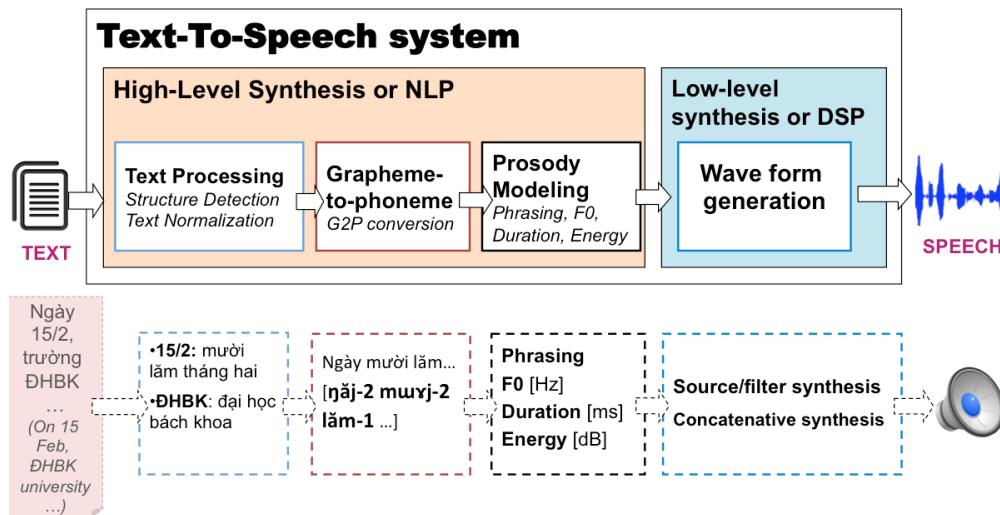 Text-To-Speech system
High-Level Synthesis or NLP
Low-level
synthesis or DSP
Text Processing
Structure Detection
Text Normalization
Grapheme-
to-phoneme
G2P conversion
Prosody
Modeling
Phrasing, F0,
Duration, Energy
Wave form
generation
TEXT
SPEECH
Ngày
15/2,
trường
ĐHBK
…
(On 15
Feb,
ĐHBK
university
…)
•15/2: mười
lăm tháng hai
•ĐHBK: đại học
bách khoa
Ngày mười lăm…
[ŋăj-2 mɯɤj-2
lăm-1 ...]
Phrasing
F0 [Hz]
Duration [ms]
Energy [dB]
Source/filter synthesis
Concatenative synthesis